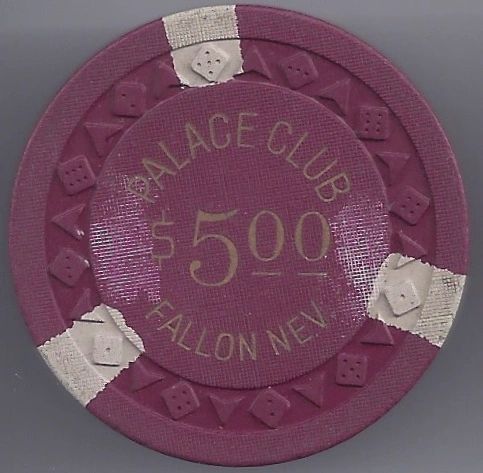 PALACE CLUB
$5.00
FALLON NEV.